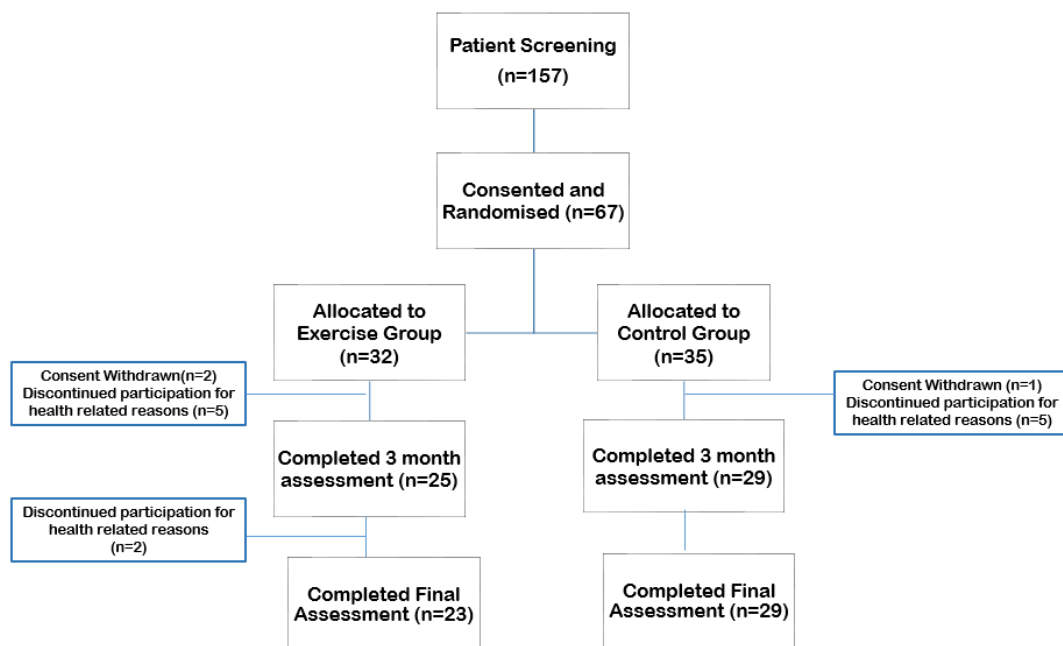 Patient Screening
(n=157)
Consented and
Randomised (n=67)
Allocated to
Exercise Group
(n=32)
Allocated to
Control Group
(n=35)
Consent Withdrawn(n=2)
Discontinued participation for
health related reasons (n=5)
Consent Withdrawn (n=1)
Discontinued participation for
health related reasons (n=5)
Completed 3 month
assessment (n=25)
Completed 3 month
assessment (n=29)
Discontinued participation for
health related reasons
(n=2)
Completed Final
Assessment (n=23)
Completed Final
Assessment (n=29)